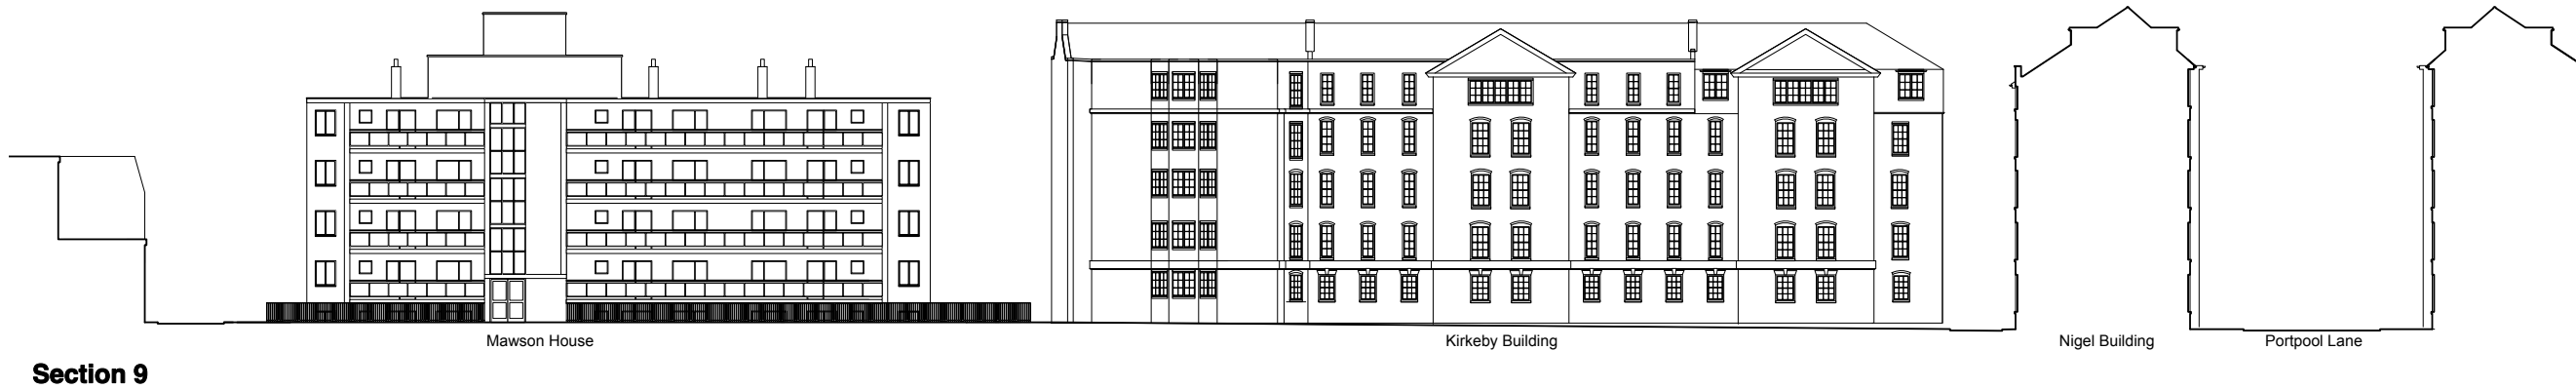 Mawson House
Kirkeby Building
Nigel Building
Portpool Lane
Section 9